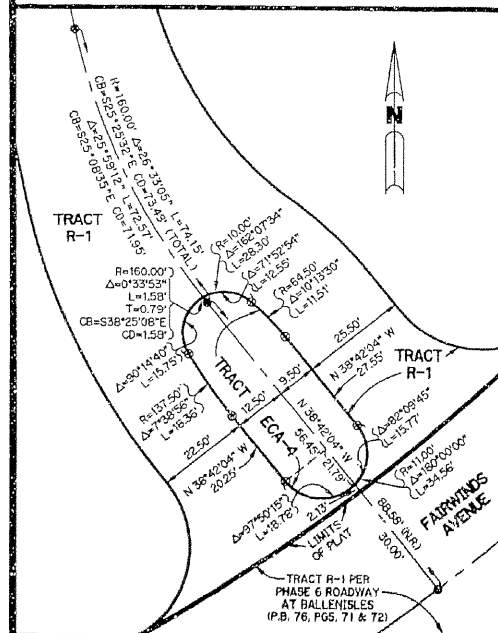 R=160.00' Δ=26°33'05" L=74.15'
CB=S25°25'32"E CD=73.49' (TOTAL)
Δ=25°59'12" L=72.57'
CB=S25°08'35"E CD=71.95'
N
TRACT
R-1
R=10.00'
Δ=162°07'34"
L=28.30'
Δ=71°52'54"
L=12.55'
R=64.50'
Δ=10°13'30"
L=11.51'
R=160.00'
Δ=0°33'53"
L=1.58'
T=0.79'
CB=S38°25'08"E
CD=1.58'
Δ=90°14'40"
L=15.75'
R=137.50'
Δ=7°38'56"
L=18.36'
25.50'
9.50'
12.50'
22.50'
N 38°42'04" W
27.55'
TRACT
R-1
TRACT
ECA-4
N 38°42'04" W
56.45'
21.79'
N 38°42'04" W
20.25'
Δ=82°09'45"
L=15.77'
R=11.00'
Δ=180°00'00"
L=34.56'
Δ=97°50'15"
L=18.78'
2.13'
LIMITS
OF PLAT
88.58' (NR)
30.00'
FAIRWINDS
AVENUE
TRACT R-1 PER
PHASE 6 ROADWAY
AT BALLENISLES
(P.B. 76, PGS. 71 & 72)